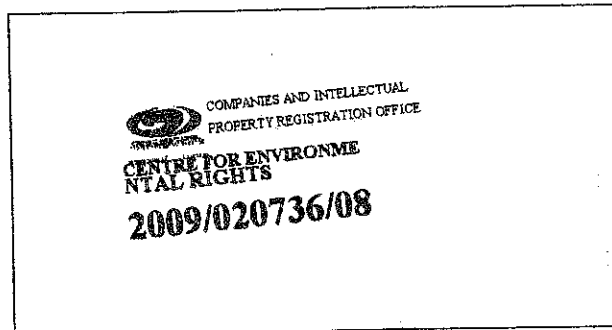 COMPANIES AND INTELLECTUAL
PROPERTY REGISTRATION OFFICE
CENTRE FOR ENVIRONME
NTAL RIGHTS
2009/020736/08